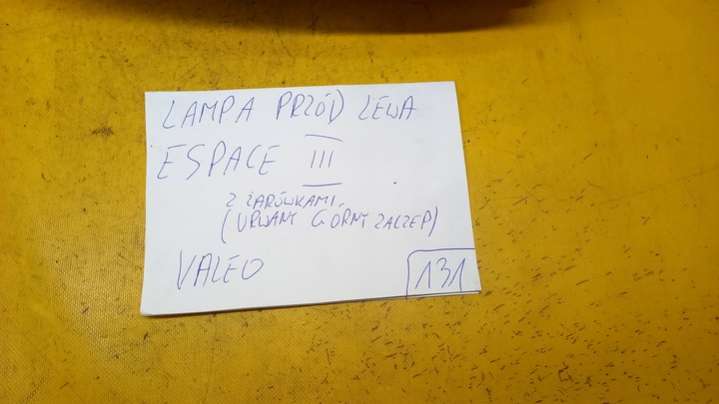 LAMPA PRZÓD LEWA
ESPACE III
Z ŻARÓWKAMI,
(URWANY GÓRNY ZACZEP)
VALEO
131